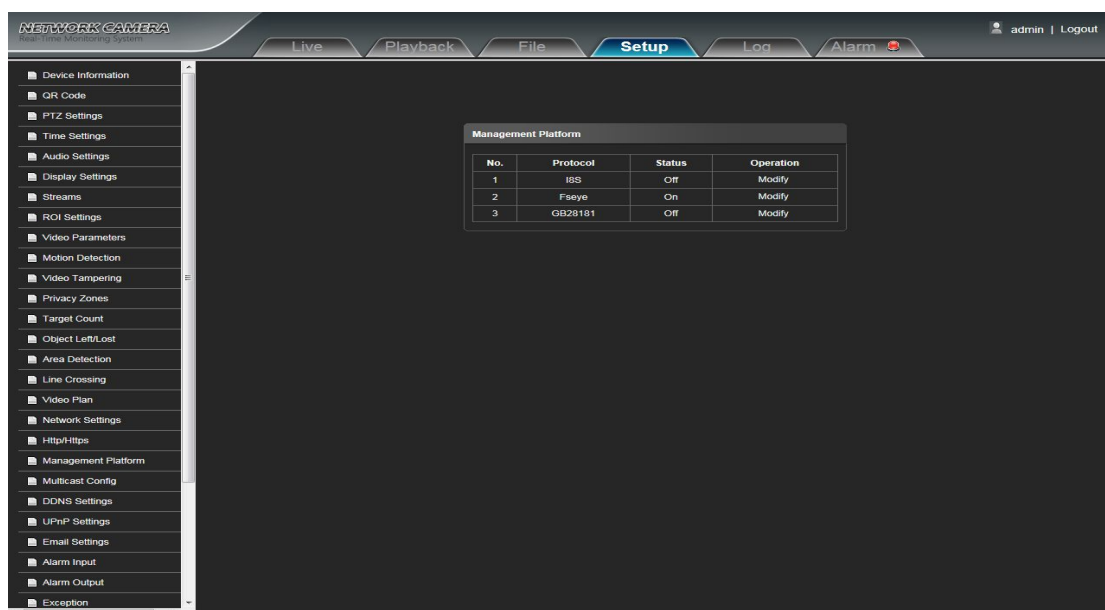 NETWORK CAMERA
Real-Time Monitoring System
Live Playback File Setup Log Alarm
admin | Logout
Device Information
QR Code
PTZ Settings
Time Settings
Audio Settings
Display Settings
Streams
ROI Settings
Video Parameters
Motion Detection
Video Tampering
Privacy Zones
Target Count
Object Left/Lost
Area Detection
Line Crossing
Video Plan
Network Settings
Http/Https
Management Platform
Multicast Config
DDNS Settings
UPnP Settings
Email Settings
Alarm Input
Alarm Output
Exception
Management Platform
No. Protocol Status Operation
1 I8S Off Modify
2 Fseye On Modify
3 GB28181 Off Modify